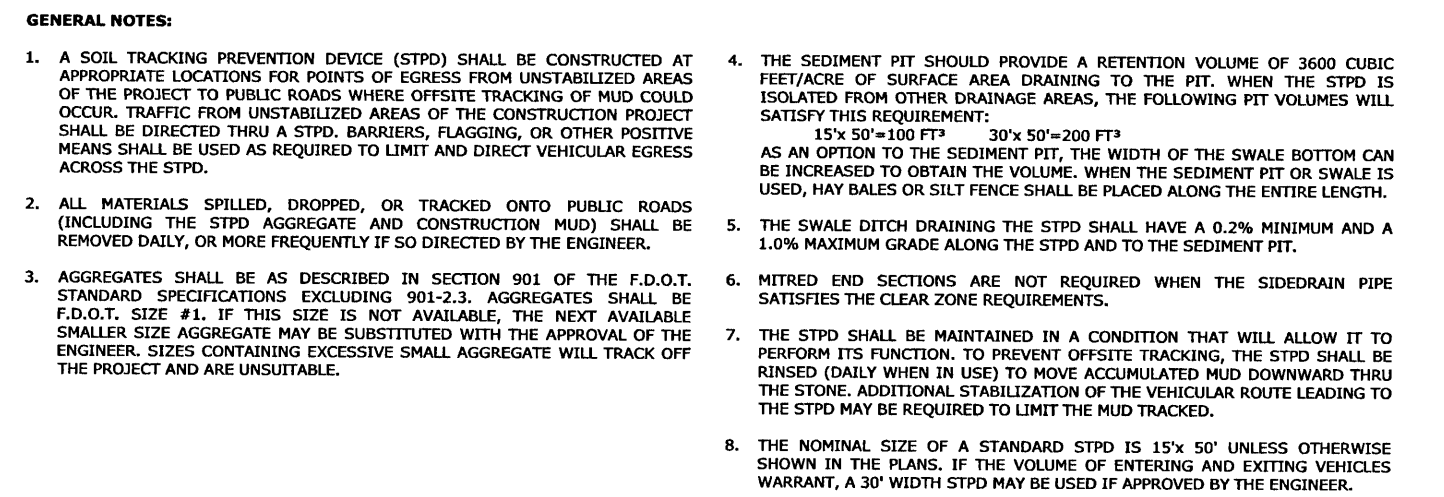 GENERAL NOTES:
1. A SOIL TRACKING PREVENTION DEVICE (STPD) SHALL BE CONSTRUCTED AT
APPROPRIATE LOCATIONS FOR POINTS OF EGRESS FROM UNSTABILIZED AREAS
OF THE PROJECT TO PUBLIC ROADS WHERE OFFSITE TRACKING OF MUD COULD
OCCUR. TRAFFIC FROM UNSTABILIZED AREAS OF THE CONSTRUCTION PROJECT
SHALL BE DIRECTED THRU A STPD. BARRIERS, FLAGGING, OR OTHER POSITIVE
MEANS SHALL BE USED AS REQUIRED TO LIMIT AND DIRECT VEHICULAR EGRESS
ACROSS THE STPD.
2. ALL MATERIALS SPILLED, DROPPED, OR TRACKED ONTO PUBLIC ROADS
(INCLUDING THE STPD AGGREGATE AND CONSTRUCTION MUD) SHALL BE
REMOVED DAILY, OR MORE FREQUENTLY IF SO DIRECTED BY THE ENGINEER.
3. AGGREGATES SHALL BE AS DESCRIBED IN SECTION 901 OF THE F.D.O.T.
STANDARD SPECIFICATIONS EXCLUDING 901-2.3. AGGREGATES SHALL BE
F.D.O.T. SIZE #1. IF THIS SIZE IS NOT AVAILABLE, THE NEXT AVAILABLE
SMALLER SIZE AGGREGATE MAY BE SUBSTITUTED WITH THE APPROVAL OF THE
ENGINEER. SIZES CONTAINING EXCESSIVE SMALL AGGREGATE WILL TRACK OFF
THE PROJECT AND ARE UNSUITABLE.
4. THE SEDIMENT PIT SHOULD PROVIDE A RETENTION VOLUME OF 3600 CUBIC
FEET/ACRE OF SURFACE AREA DRAINING TO THE PIT. WHEN THE STPD IS
ISOLATED FROM OTHER DRAINAGE AREAS, THE FOLLOWING PIT VOLUMES WILL
SATISFY THIS REQUIREMENT:
15'x 50'=100 FT³ 30'x 50'=200 FT³
AS AN OPTION TO THE SEDIMENT PIT, THE WIDTH OF THE SWALE BOTTOM CAN
BE INCREASED TO OBTAIN THE VOLUME. WHEN THE SEDIMENT PIT OR SWALE IS
USED, HAY BALES OR SILT FENCE SHALL BE PLACED ALONG THE ENTIRE LENGTH.
5. THE SWALE DITCH DRAINING THE STPD SHALL HAVE A 0.2% MINIMUM AND A
1.0% MAXIMUM GRADE ALONG THE STPD AND TO THE SEDIMENT PIT.
6. MITRED END SECTIONS ARE NOT REQUIRED WHEN THE SIDEDRAIN PIPE
SATISFIES THE CLEAR ZONE REQUIREMENTS.
7. THE STPD SHALL BE MAINTAINED IN A CONDITION THAT WILL ALLOW IT TO
PERFORM ITS FUNCTION. TO PREVENT OFFSITE TRACKING, THE STPD SHALL BE
RINSED (DAILY WHEN IN USE) TO MOVE ACCUMULATED MUD DOWNWARD THRU
THE STONE. ADDITIONAL STABILIZATION OF THE VEHICULAR ROUTE LEADING TO
THE STPD MAY BE REQUIRED TO LIMIT THE MUD TRACKED.
8. THE NOMINAL SIZE OF A STANDARD STPD IS 15'x 50' UNLESS OTHERWISE
SHOWN IN THE PLANS. IF THE VOLUME OF ENTERING AND EXITING VEHICLES
WARRANT, A 30' WIDTH STPD MAY BE USED IF APPROVED BY THE ENGINEER.